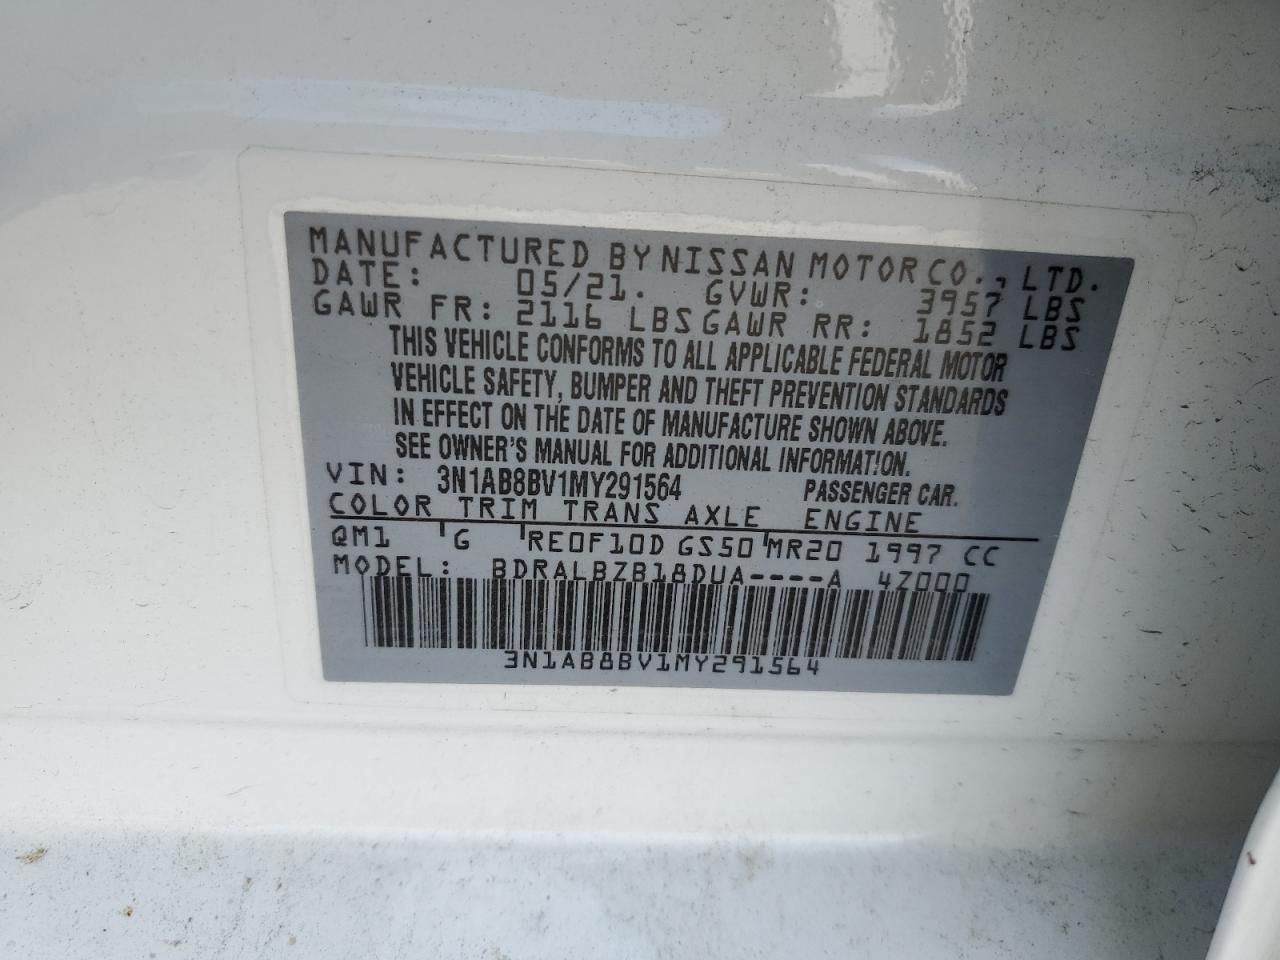 MANUFACTURED BY NISSAN MOTOR CO., LTD.
DATE: 05/21. GVWR: 3957 LBS
GAWR FR: 2116 LBS GAWR RR: 1852 LBS
THIS VEHICLE CONFORMS TO ALL APPLICABLE FEDERAL MOTOR
VEHICLE SAFETY, BUMPER AND THEFT PREVENTION STANDARDS
IN EFFECT ON THE DATE OF MANUFACTURE SHOWN ABOVE.
SEE OWNER'S MANUAL FOR ADDITIONAL INFORMATION.
VIN: 3N1AB8BV1MY291564 PASSENGER CAR.
COLOR TRIM TRANS AXLE ENGINE
QM1 G RE0F10D GS50 MR20 1997 CC
MODEL: BDRALBZB18DUA----A 4Z000
3N1AB8BV1MY291564